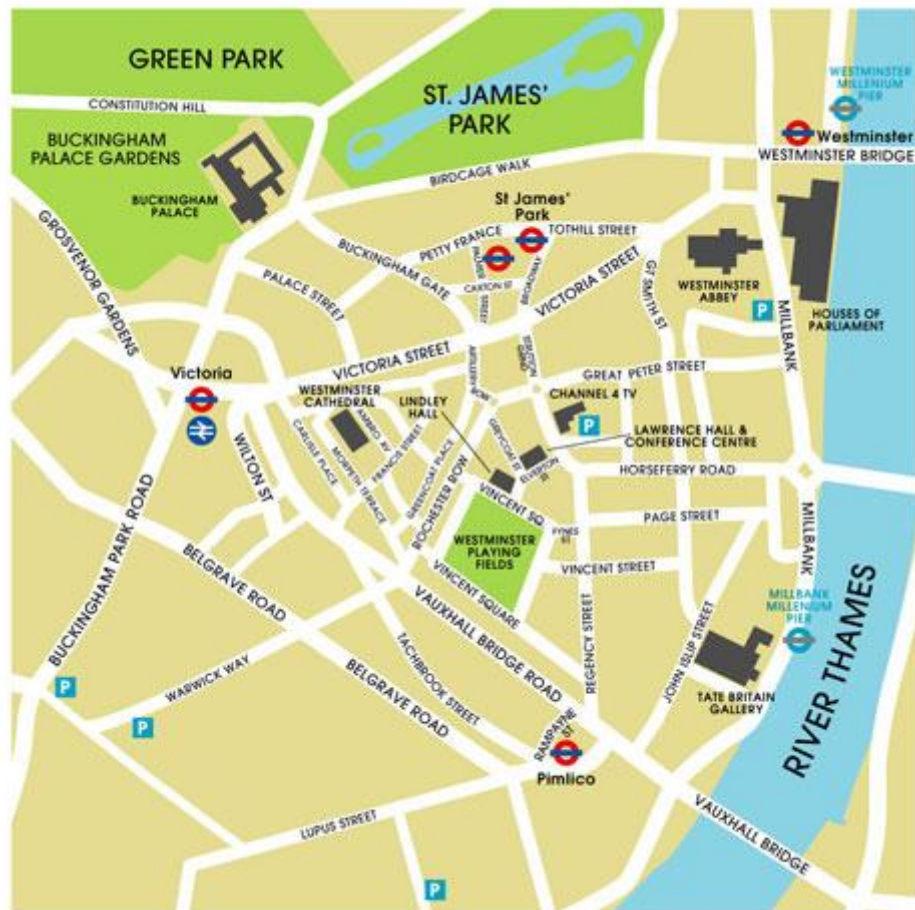 GREEN PARK
ST. JAMES'
PARK
WESTMINSTER
MILLENIUM
PIER
CONSTITUTION HILL
Westminster
WESTMINSTER BRIDGE
BUCKINGHAM
PALACE GARDENS
BIRDCAGE WALK
BUCKINGHAM
PALACE
St James'
Park
GROSVENOR GARDENS
PETTY FRANCE
TOTHILL STREET
BUCKINGHAM GATE
PALMER
STREET
CAXTON ST
BROADWAY
PALACE STREET
VICTORIA STREET
GT SMITH ST
WESTMINSTER
ABBEY
P
HOUSES OF
PARLIAMENT
MILLBANK
VICTORIA STREET
ARTILLERY ROW
GREAT PETER STREET
Victoria
WESTMINSTER
CATHEDRAL
LINDLEY
HALL
CHANNEL 4 TV
P
LAWRENCE HALL &
CONFERENCE CENTRE
WILTON ST
CARLISLE PLACE
MORPETH TERRACE
AMBRO. AV
FRANCIS STREET
GREENCOAT PLACE
ROCHESTER ROW
GREYCOAT ST
ELVERTON
ST
HORSEFERRY ROAD
VINCENT SQ
PAGE STREET
MILLBANK
FYNES
ST
WESTMINSTER
PLAYING
FIELDS
VINCENT STREET
BUCKINGHAM PARK ROAD
BELGRAVE ROAD
VINCENT SQUARE
VAUXHALL BRIDGE ROAD
REGENCY STREET
JOHN ISLIP STREET
MILLBANK
MILLENIUM
PIER
RIVER THAMES
TATE BRITAIN
GALLERY
P
P
WARWICK WAY
TACHBROOK STREET
BELGRAVE ROAD
RAMPAYNE
ST
Pimlico
LUPUS STREET
VAUXHALL BRIDGE
P